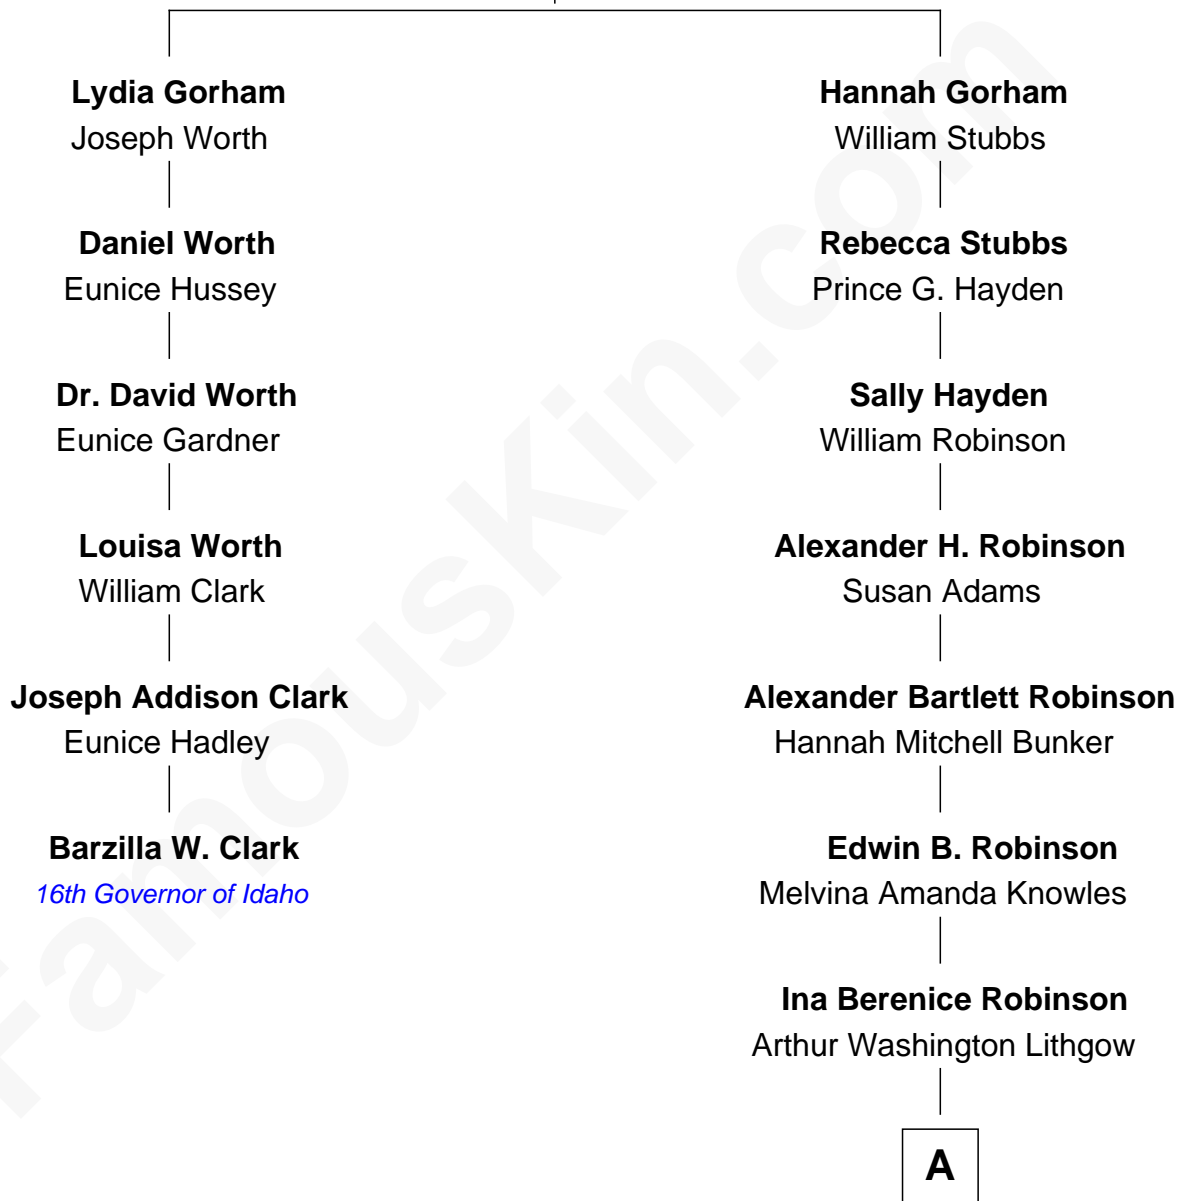 Lydia Gorham
Joseph Worth
Daniel Worth
Eunice Hussey
Dr. David Worth
Eunice Gardner
Louisa Worth
William Clark
Joseph Addison Clark
Eunice Hadley
Barzilla W. Clark
16th Governor of Idaho
Hannah Gorham
William Stubbs
Rebecca Stubbs
Prince G. Hayden
Sally Hayden
William Robinson
Alexander H. Robinson
Susan Adams
Alexander Bartlett Robinson
Hannah Mitchell Bunker
Edwin B. Robinson
Melvina Amanda Knowles
Ina Berenice Robinson
Arthur Washington Lithgow
A
FamousKin.com